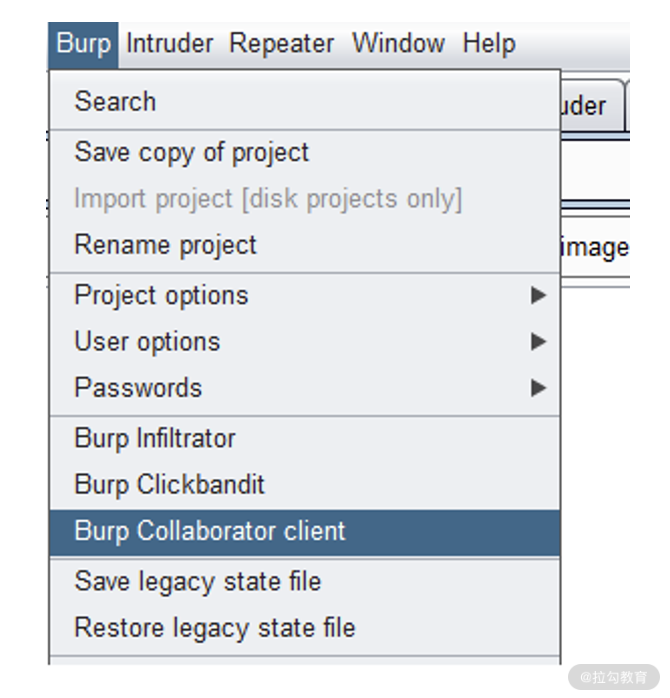 Burp Intruder Repeater Window Help
Search
uder
Save copy of project
Import project [disk projects only]
Rename project
image
Project options
User options
Passwords
Burp Infiltrator
Burp Clickbandit
Burp Collaborator client
Save legacy state file
Restore legacy state file
@拉勾教育